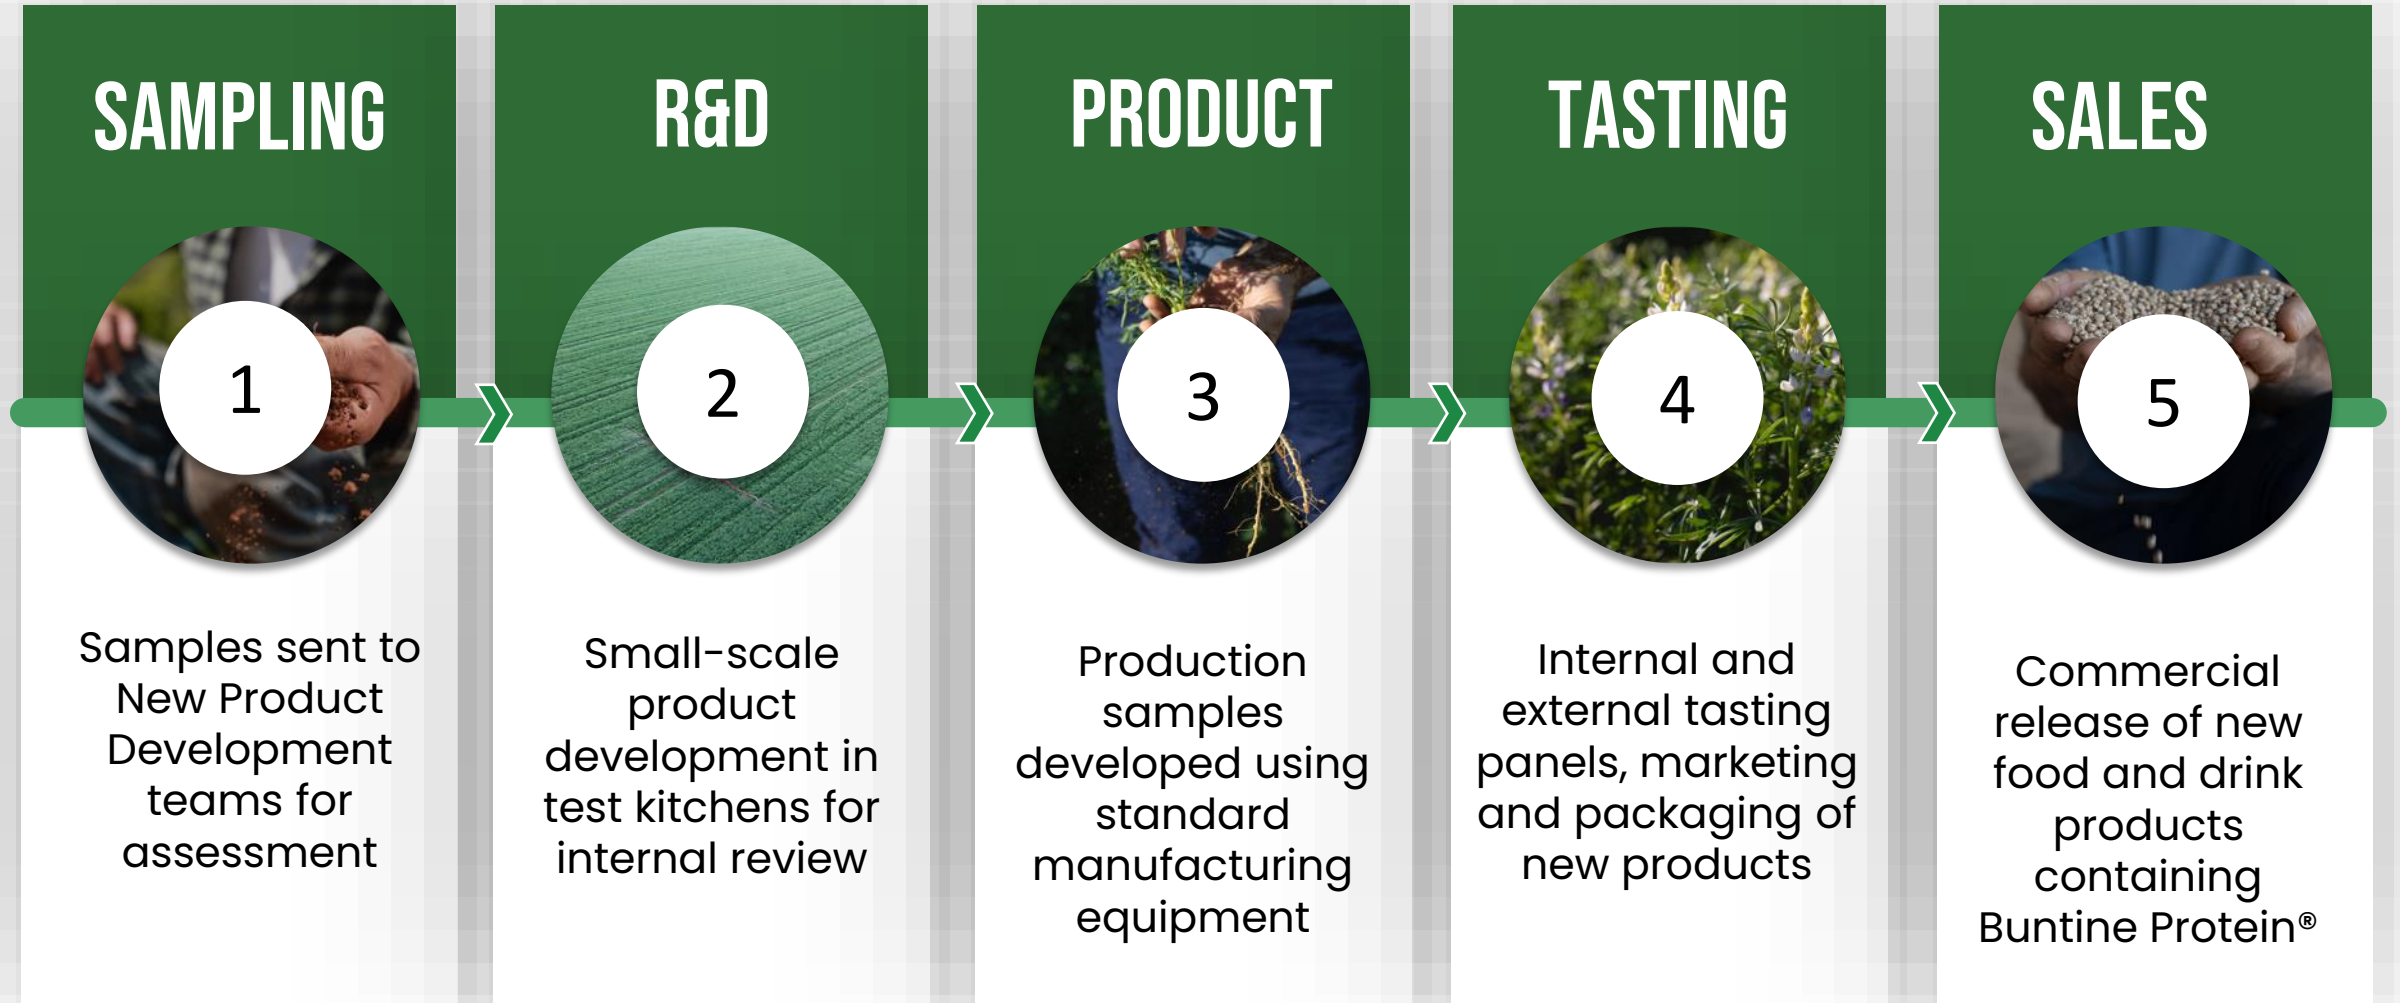 SAMPLING
1
Samples sent to
New Product
Development
teams for
assessment
R&D
2
Small-scale
product
development in
test kitchens for
internal review
PRODUCT
3
Production
samples
developed using
standard
manufacturing
equipment
TASTING
4
Internal and
external tasting
panels, marketing
and packaging of
new products
SALES
5
Commercial
release of new
food and drink
products
containing
Buntine Protein®